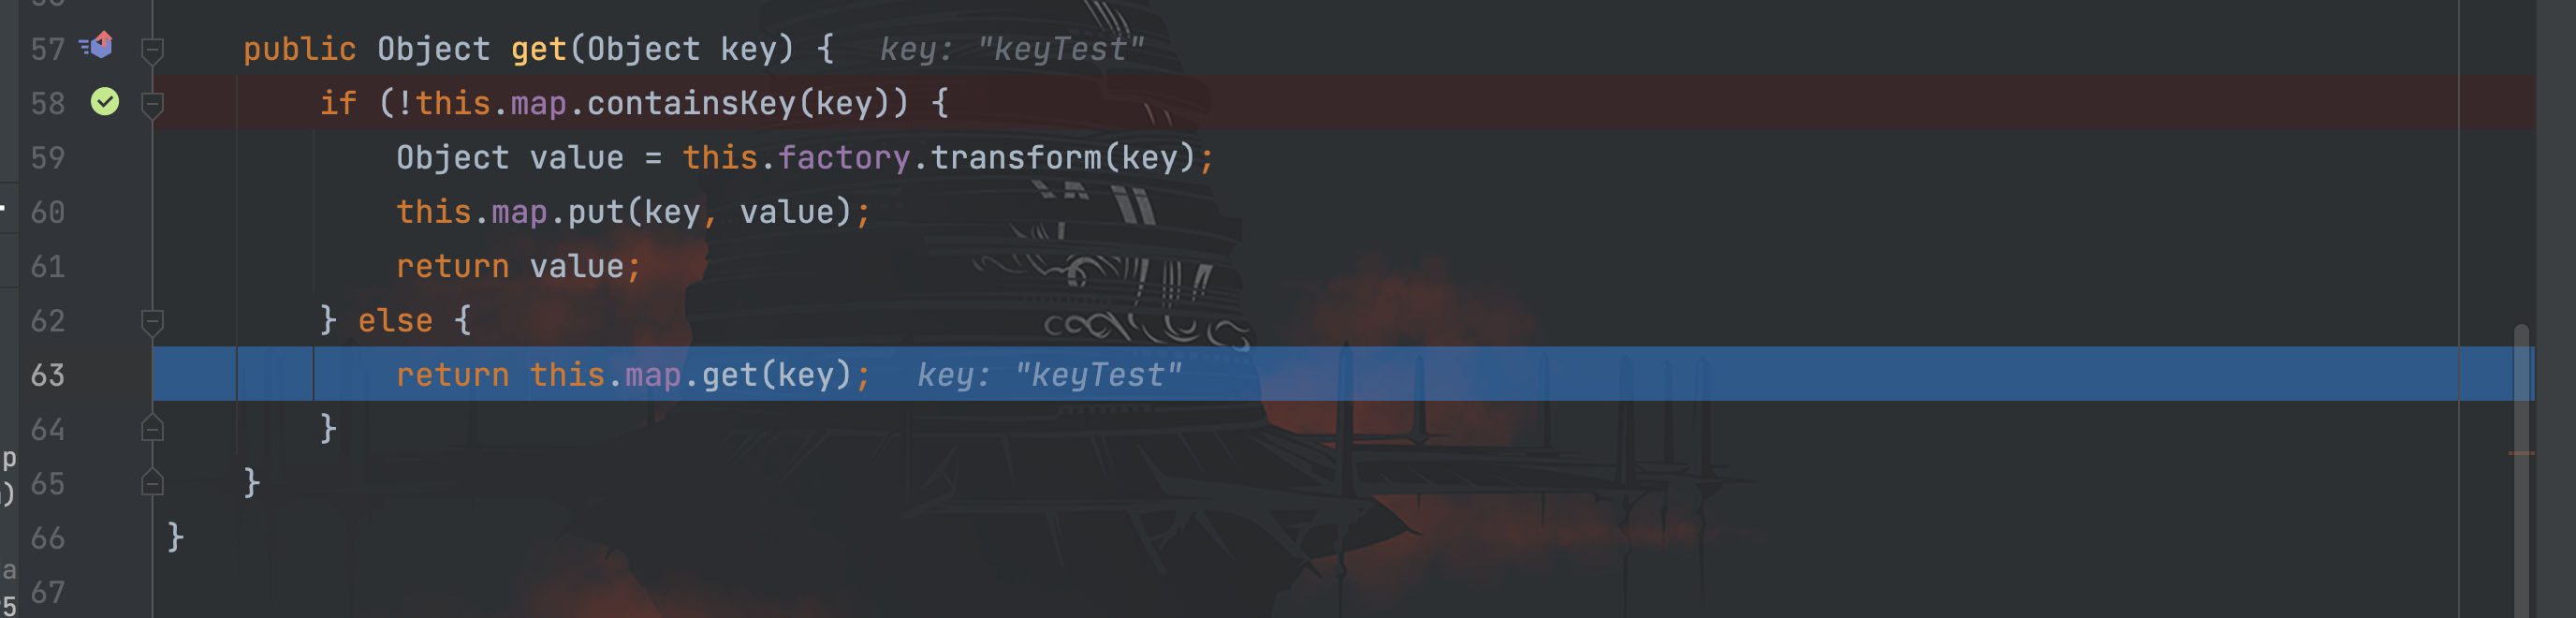 57 public Object get(Object key) { key: "keyTest"
58 if (!this.map.containsKey(key)) {
59 Object value = this.factory.transform(key);
60 this.map.put(key, value);
61 return value;
62 } else {
63 return this.map.get(key); key: "keyTest"
64 }
p
65 }
)
66 }
a
67
5